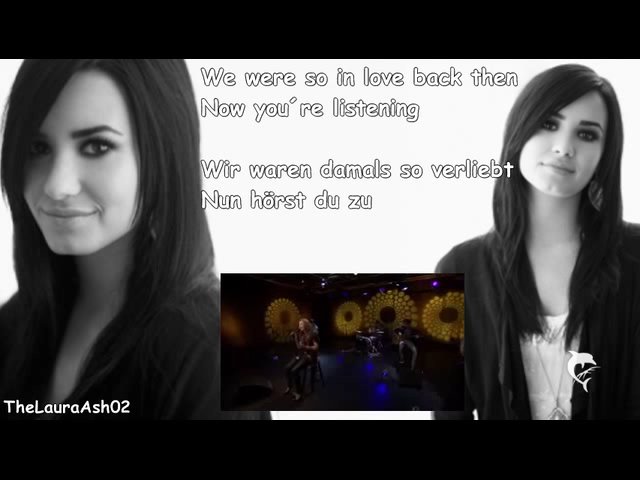 We were so in love back then
Now you´re listening
Wir waren damals so verliebt
Nun hörst du zu
TheLauraAsh02